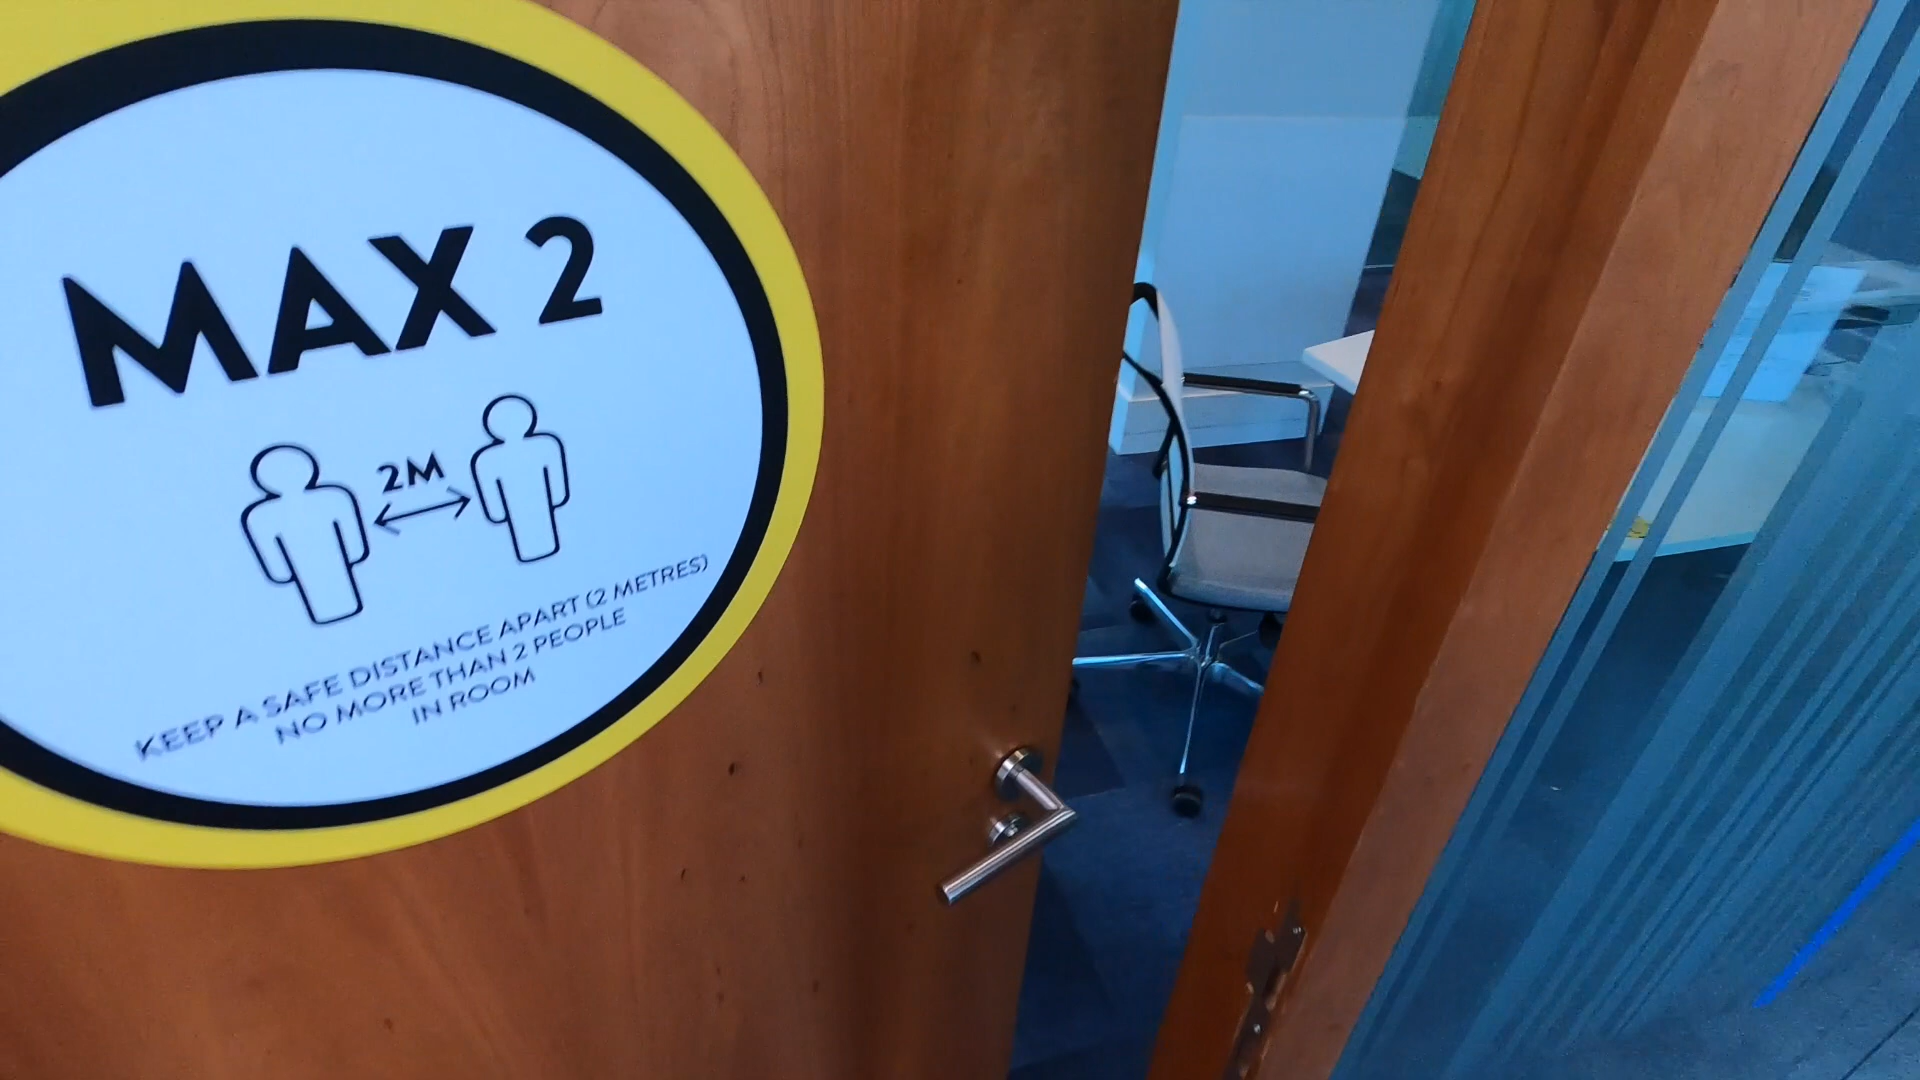 MAX 2
2M
KEEP A SAFE DISTANCE APART (2 METRES)
NO MORE THAN 2 PEOPLE
IN ROOM